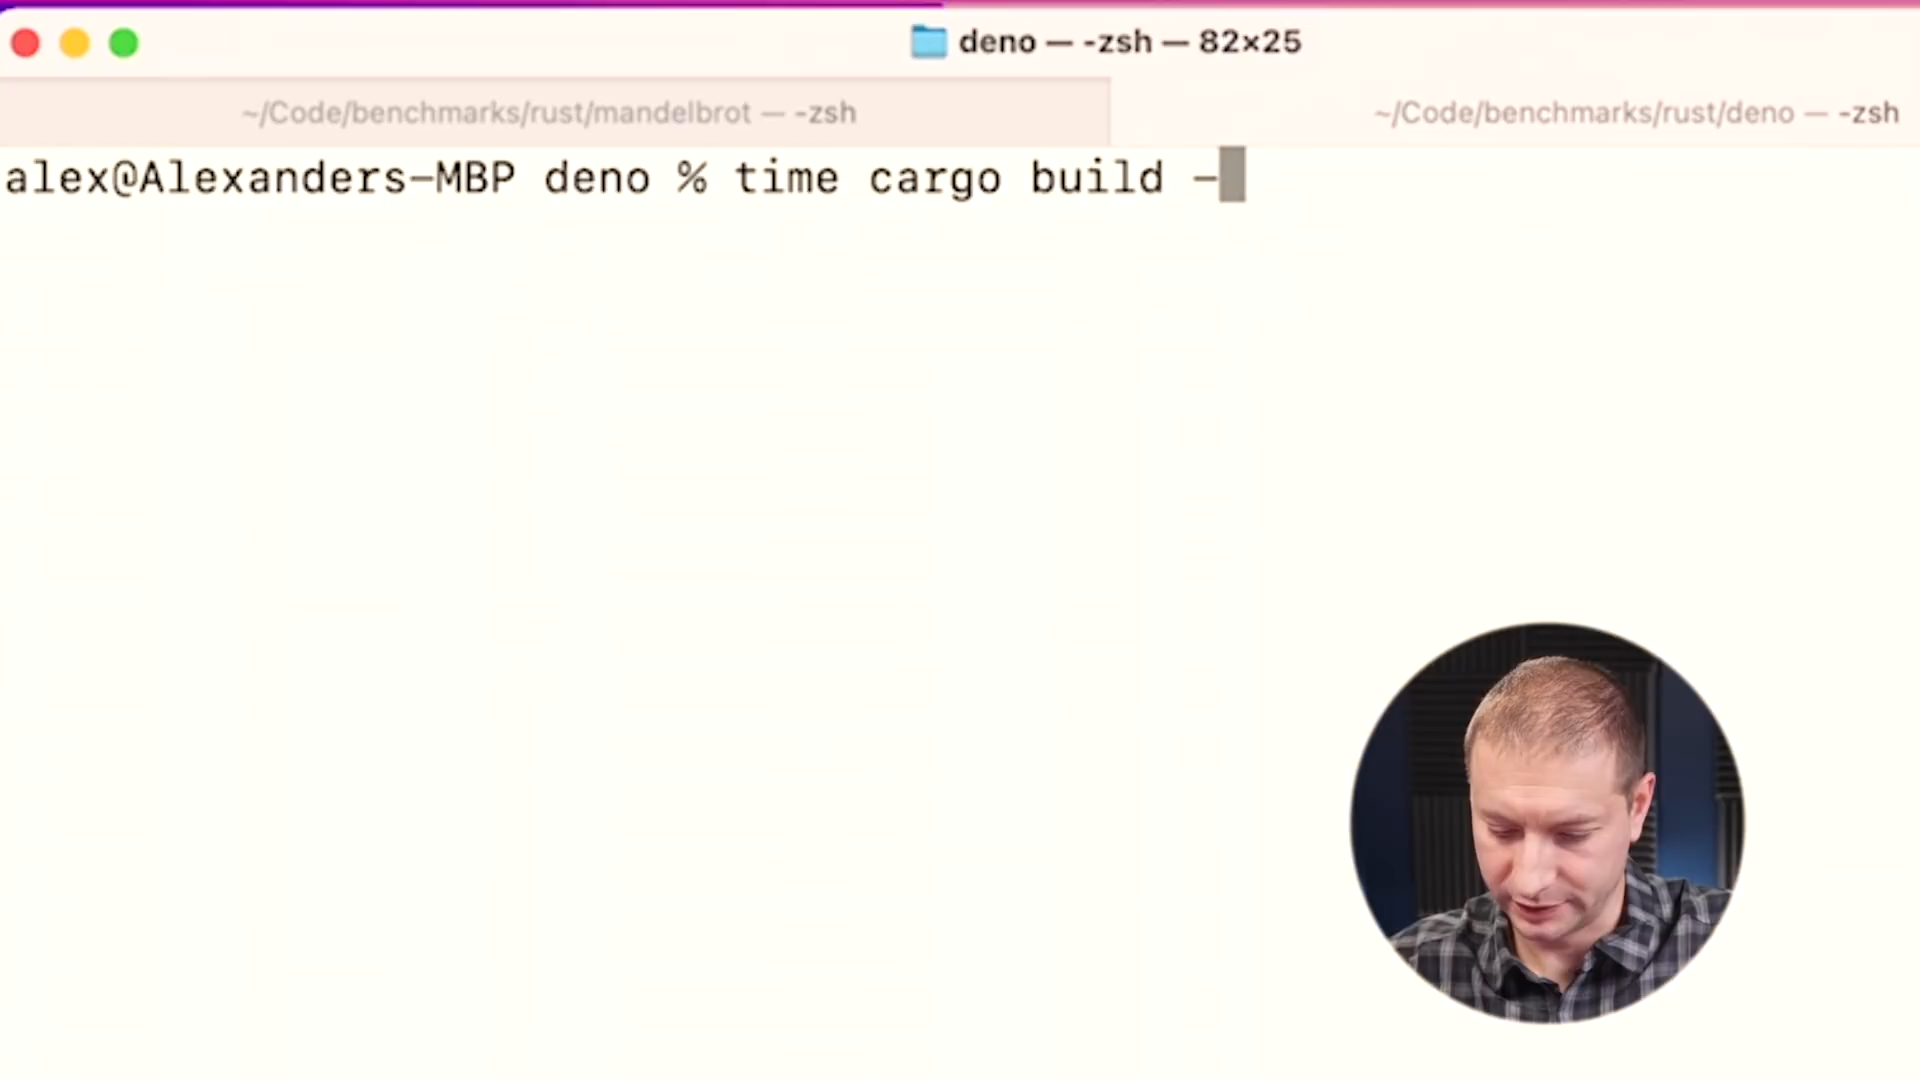 deno — -zsh — 82×25
~/Code/benchmarks/rust/mandelbrot — -zsh
~/Code/benchmarks/rust/deno — -zsh
alex@Alexanders-MBP deno % time cargo build -